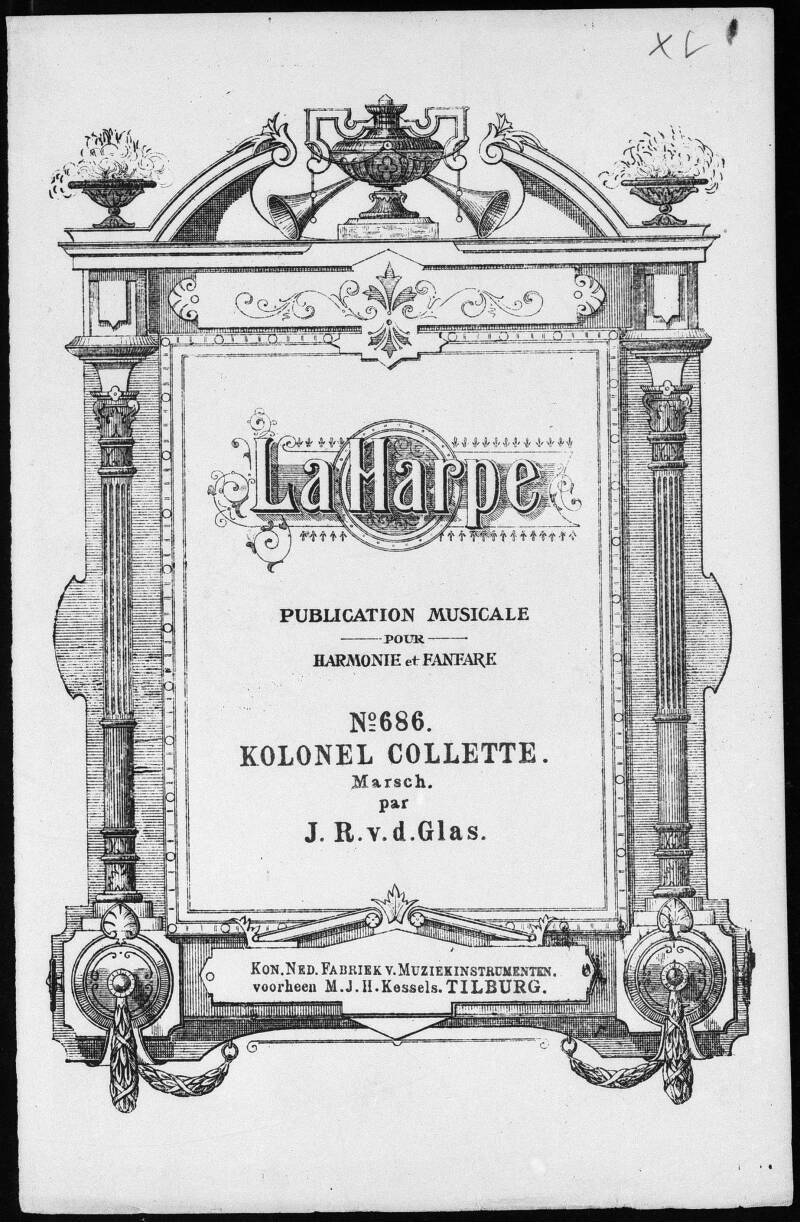 XL
La Harpe
PUBLICATION MUSICALE
POUR
HARMONIE et FANFARE
No 686.
KOLONEL COLLETTE.
Marsch.
par
J. R. v. d. Glas.
KON. NED. FABRIEK V. MUZIEKINSTRUMENTEN.
voorheen M. J. H. Kessels. TILBURG.